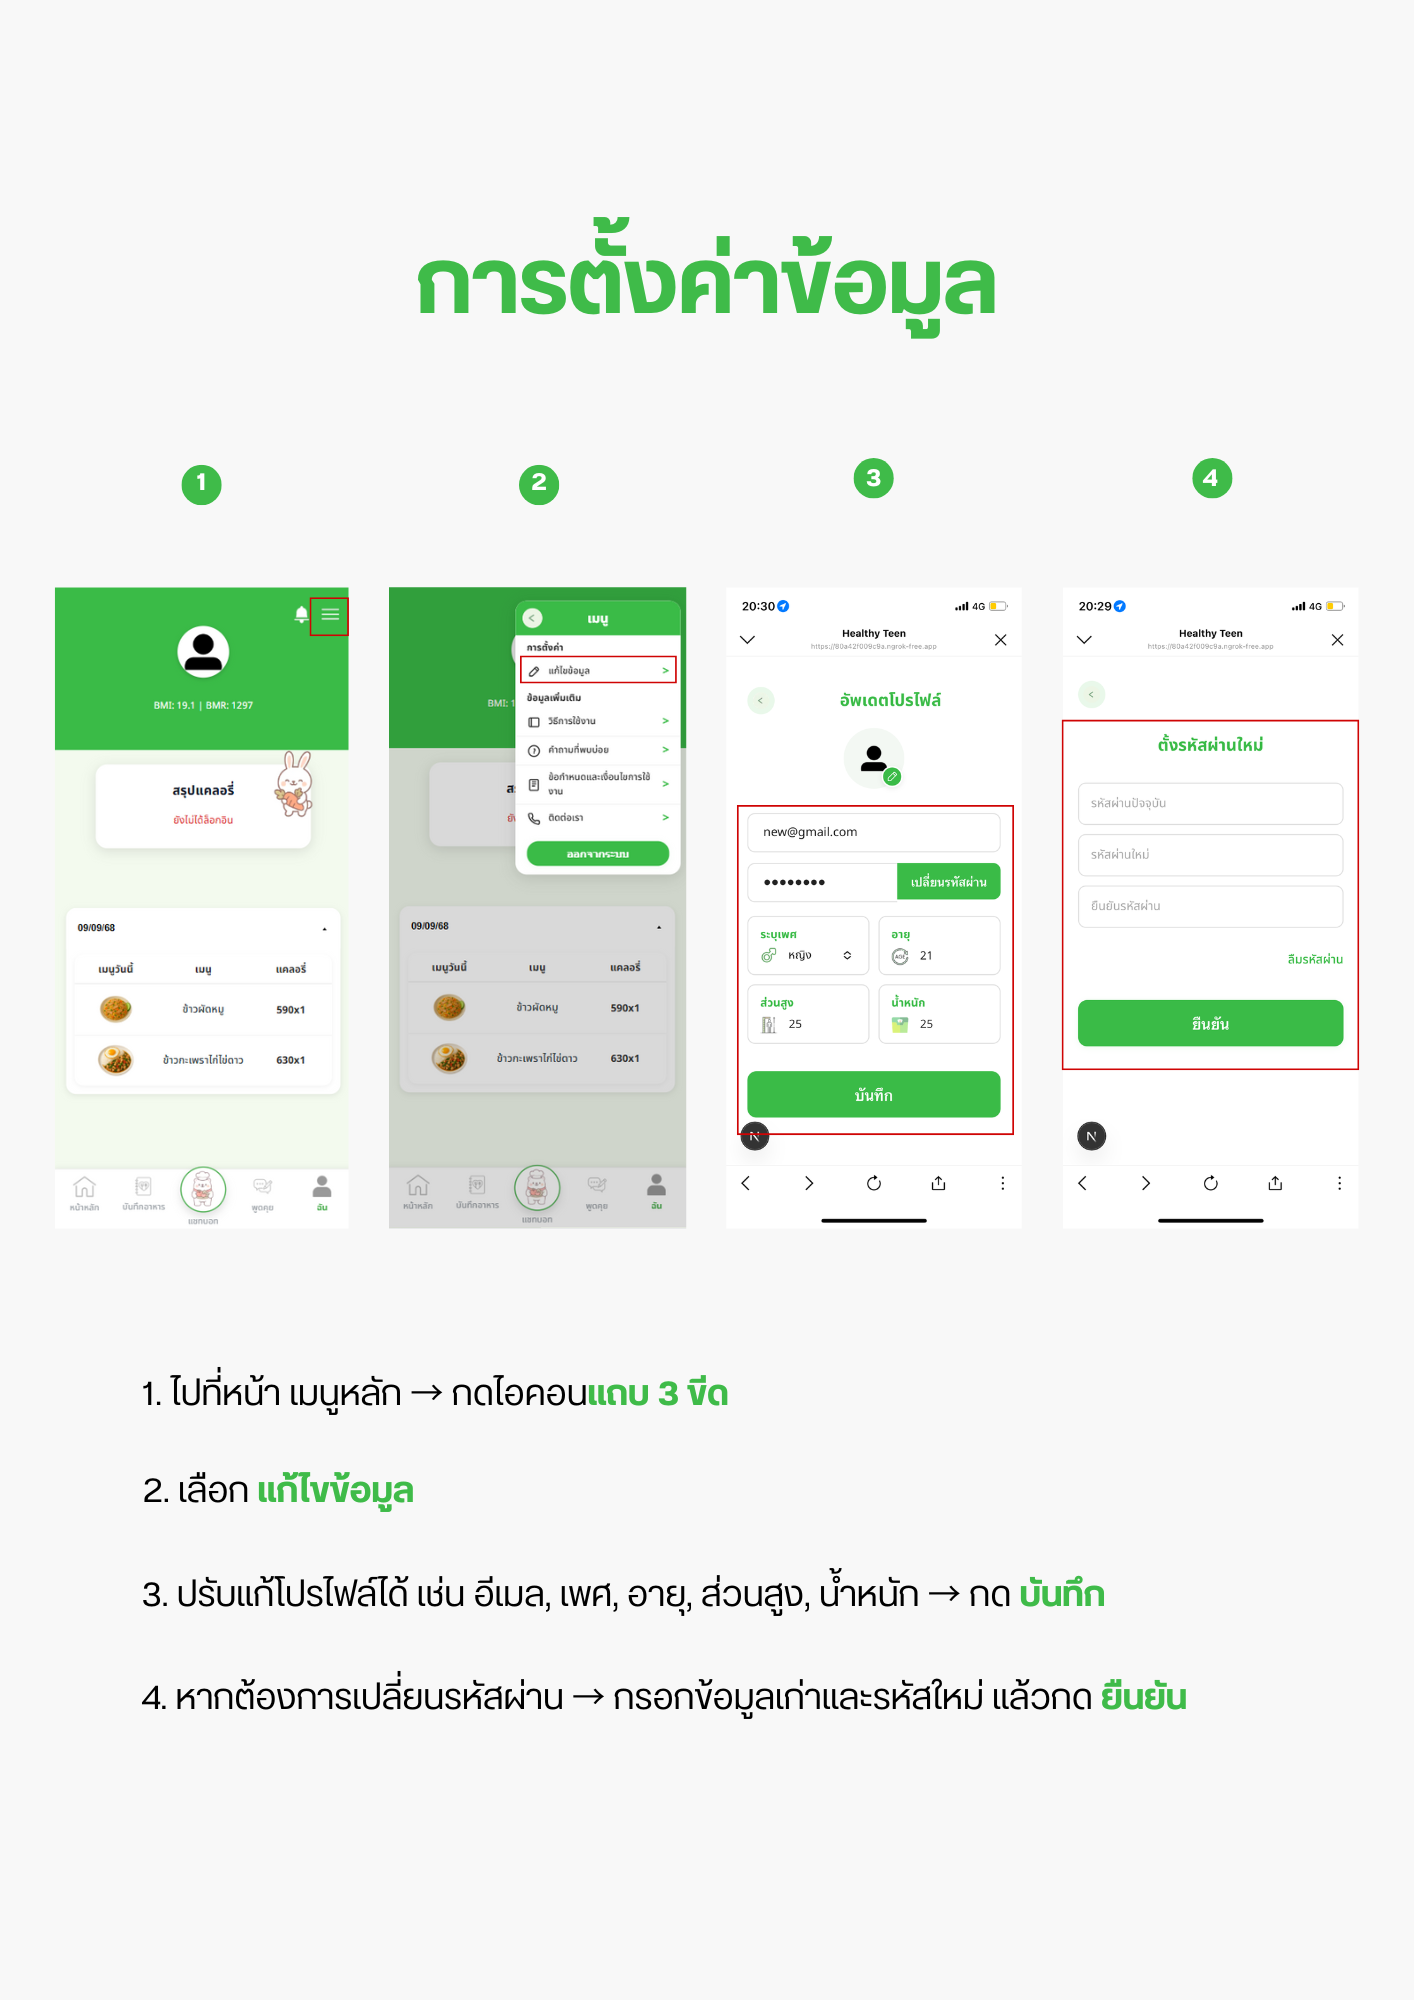 การตั้งค่าข้อมูล
1
2
3
4
BMI: 19.1 | BMR: 1297
สรุปแคลอรี่
ยังไม่ได้ล็อกอิน
09/09/68
เมนูวันนี้ เมนู แคลอรี่
ข้าวผัดหมู 590x1
ข้าวกะเพราไก่ไข่ดาว 630x1
หน้าหลัก บันทึกอาหาร แชทบอท พูดคุย ฉัน
เมนู
การตั้งค่า
แก้ไขข้อมูล >
ข้อมูลเพิ่มเติม
วิธีการใช้งาน >
คำถามที่พบบ่อย >
ข้อกำหนดและเงื่อนไขการใช้
งาน >
ติดต่อเรา >
ออกจากระบบ
BMI: 1
ส
ยั
09/09/68
เมนูวันนี้ เมนู แคลอรี่
ข้าวผัดหมู 590x1
ข้าวกะเพราไก่ไข่ดาว 630x1
หน้าหลัก บันทึกอาหาร แชทบอท พูดคุย ฉัน
20:30 4G
Healthy Teen
https://80a42f009c9a.ngrok-free.app
อัพเดตโปรไฟล์
new@gmail.com
●●●●●●●● เปลี่ยนรหัสผ่าน
ระบุเพศ อายุ
หญิง AGE 21
ส่วนสูง น้ำหนัก
25 25
บันทึก
N
20:29 4G
Healthy Teen
https://80a42f009c9a.ngrok-free.app
ตั้งรหัสผ่านใหม่
รหัสผ่านปัจจุบัน
รหัสผ่านใหม่
ยืนยันรหัสผ่าน
ลืมรหัสผ่าน
ยืนยัน
N
1. ไปที่หน้า เมนูหลัก → กดไอคอนแถบ 3 ขีด
2. เลือก แก้ไขข้อมูล
3. ปรับแก้โปรไฟล์ได้ เช่น อีเมล, เพศ, อายุ, ส่วนสูง, น้ำหนัก → กด บันทึก
4. หากต้องการเปลี่ยนรหัสผ่าน → กรอกข้อมูลเก่าและรหัสใหม่ แล้วกด ยืนยัน